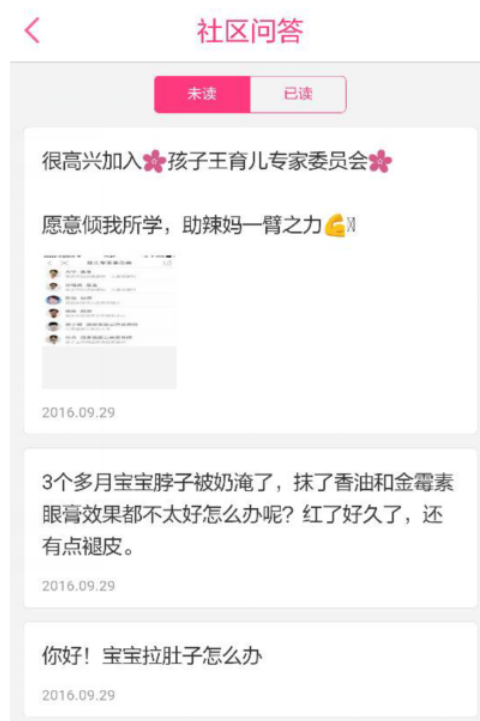 社区问答
未读
已读
很高兴加入🌸孩子王育儿专家委员会🌸
愿意倾我所学，助辣妈一臂之力💪
2016.09.29
3个多月宝宝脖子被奶淹了，抹了香油和金霉素
眼膏效果都不太好怎么办呢？红了好久了，还
有点褪皮。
2016.09.29
你好！宝宝拉肚子怎么办
2016.09.29